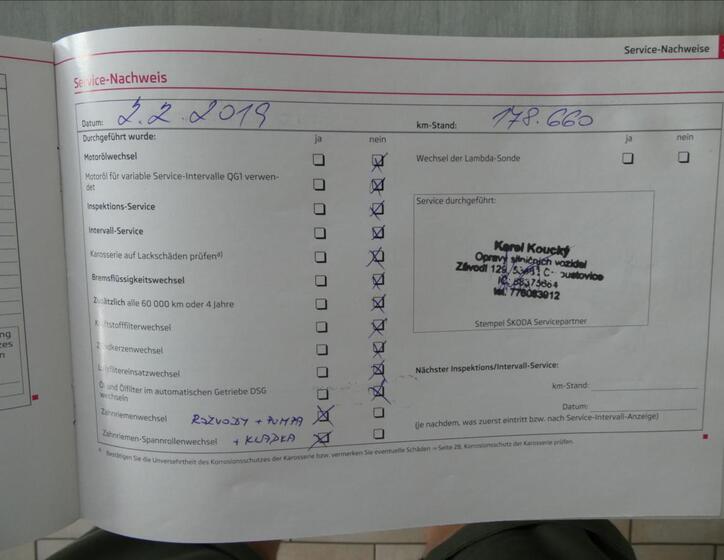 Service-Nachweise
Service-Nachweis
Datum: 2.2.2019
km-Stand: 178.660
Durchgeführt wurde: ja nein
ja nein
Motorölwechsel
Wechsel der Lambda-Sonde
Motoröl für variable Service-Intervalle QG1 verwen-
det
Inspektions-Service
Intervall-Service
Karosserie auf Lackschäden prüfen a)
Bremsflüssigkeitswechsel
Zusätzlich alle 60 000 km oder 4 Jahre
Kraftstofffilterwechsel
Zündkerzenwechsel
Luftfiltereinsatzwechsel
Öl und Ölfilter im automatischen Getriebe DSG
wechseln
Zahnriemenwechsel ROZVODY + PUMPA
Zahnriemen-Spannrollenwechsel + KLADKA
Service durchgeführt:
Karel Koucký
Opravy silničních vozidel
Závodí
tel. 776083912
Stempel ŠKODA Servicepartner
Nächster Inspektions/Intervall-Service:
km-Stand:
Datum:
(je nachdem, was zuerst eintritt bzw. nach Service-Intervall-Anzeige)
a) Bestätigen Sie die Unversehrtheit des Korrosionsschutzes der Karosserie bzw. vermerken Sie eventuelle Schäden → Seite 28, Korrosionsschutz der Karosserie prüfen.